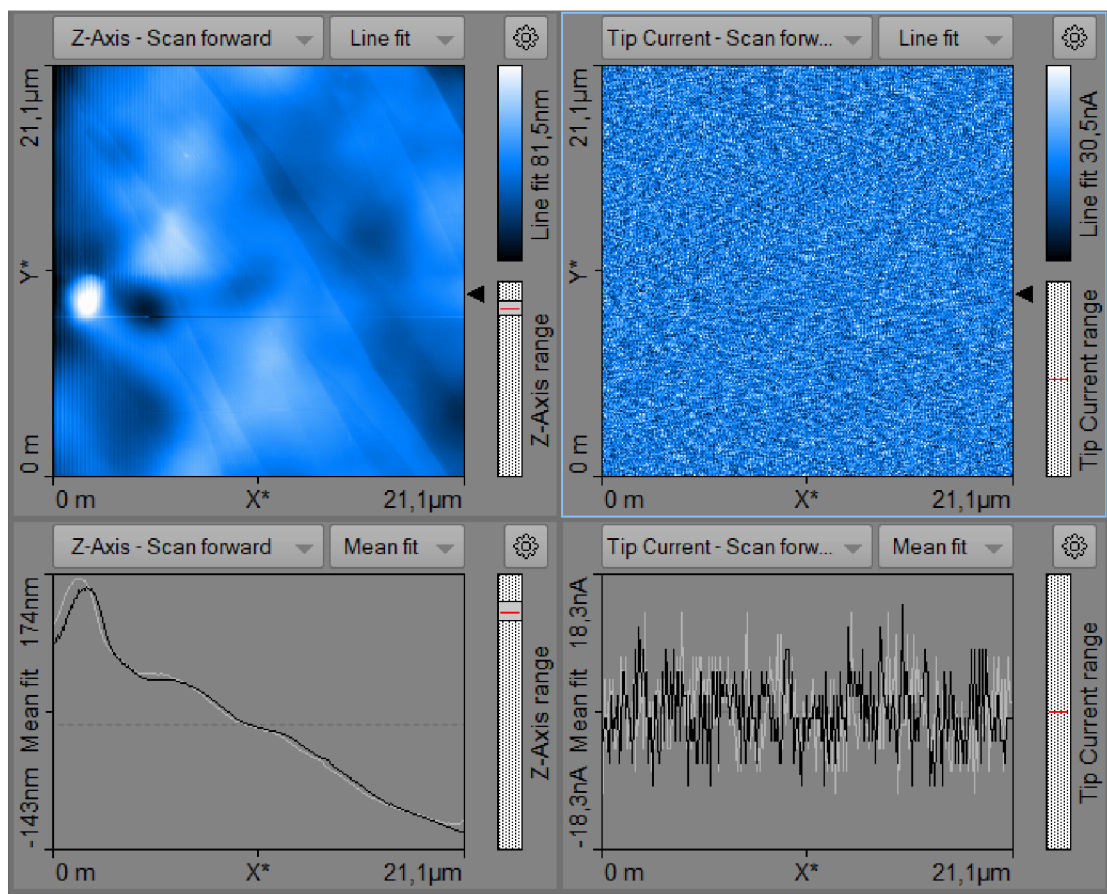 Z-Axis - Scan forward
Line fit
21,1µm
Y*
0 m
0 m
X*
21,1µm
Line fit 81,5nm
Z-Axis range
Tip Current - Scan forw...
Line fit
21,1µm
Y*
0 m
0 m
X*
21,1µm
Line fit 30,5nA
Tip Current range
Z-Axis - Scan forward
Mean fit
174nm
Mean fit
-143nm
0 m
X*
21,1µm
Z-Axis range
Tip Current - Scan forw...
Mean fit
18,3nA
Mean fit
-18,3nA
0 m
X*
21,1µm
Tip Current range